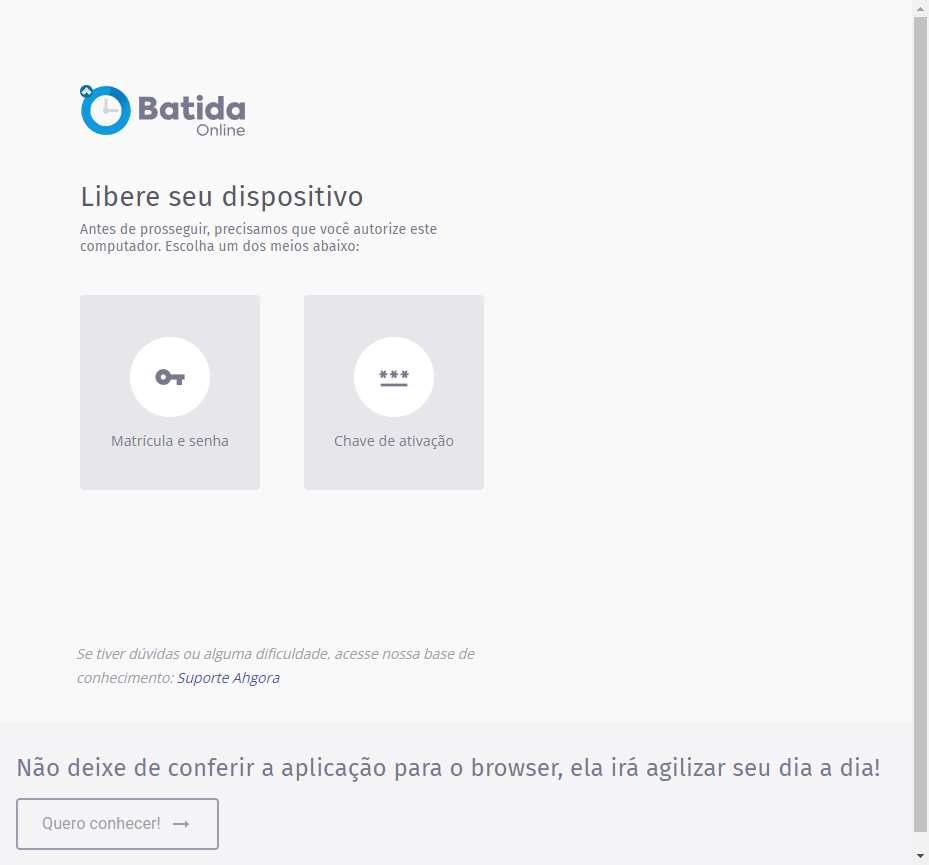 Batida
Online
Libere seu dispositivo
Antes de prosseguir, precisamos que você autorize este
computador. Escolha um dos meios abaixo:
***
Matrícula e senha
Chave de ativação
Se tiver dúvidas ou alguma dificuldade, acesse nossa base de
conhecimento: Suporte Ahgora
Não deixe de conferir a aplicação para o browser, ela irá agilizar seu dia a dia!
Quero conhecer! →